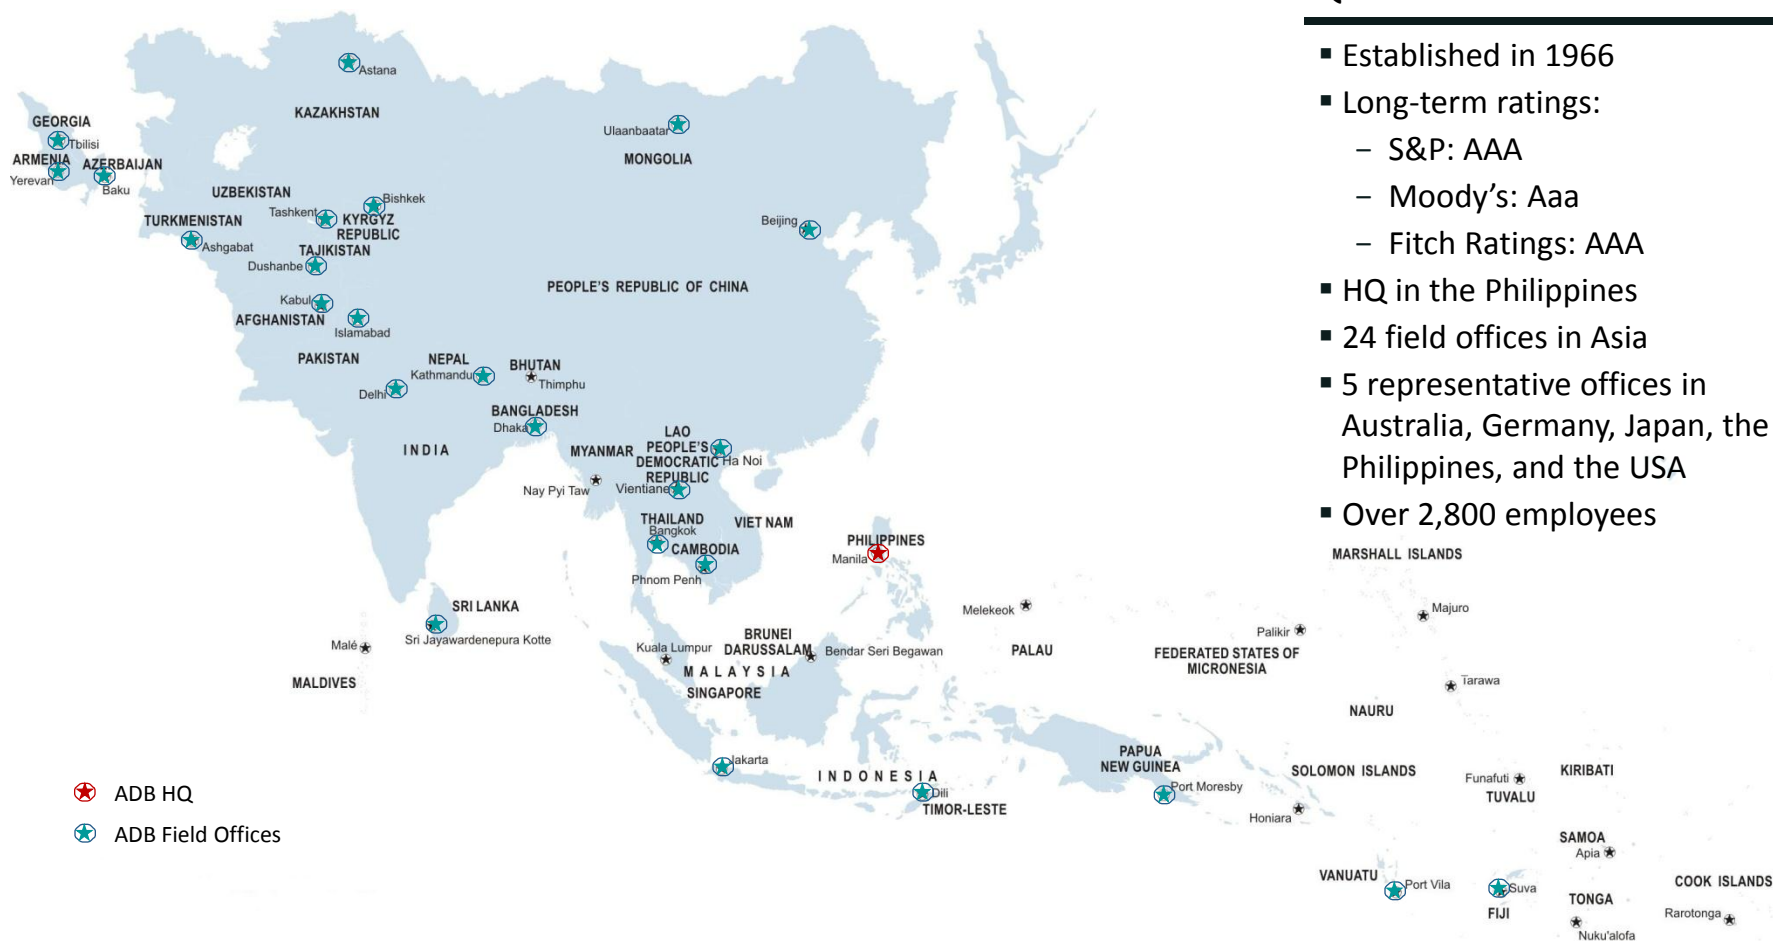 Established in 1966
Long-term ratings:
– S&P: AAA
– Moody’s: Aaa
– Fitch Ratings: AAA
HQ in the Philippines
24 field offices in Asia
5 representative offices in
Australia, Germany, Japan, the
Philippines, and the USA
Over 2,800 employees
Astana
KAZAKHSTAN
GEORGIA
Tbilisi
ARMENIA
AZERBAIJAN
Yerevan
Baku
Ulaanbaatar
MONGOLIA
UZBEKISTAN
Bishkek
Tashkent
KYRGYZ
REPUBLIC
TURKMENISTAN
Ashgabat
TAJIKISTAN
Dushanbe
Beijing
PEOPLE'S REPUBLIC OF CHINA
Kabul
AFGHANISTAN
Islamabad
PAKISTAN
NEPAL
Kathmandu
BHUTAN
Thimphu
Delhi
BANGLADESH
Dhaka
INDIA
MYANMAR
Nay Pyi Taw
LAO
PEOPLE'S
DEMOCRATIC
REPUBLIC
Ha Noi
Vientiane
THAILAND
Bangkok
VIET NAM
CAMBODIA
Phnom Penh
PHILIPPINES
Manila
MARSHALL ISLANDS
Majuro
SRI LANKA
Sri Jayawardenepura Kotte
Malé
MALDIVES
Melekeok
PALAU
Palikir
FEDERATED STATES OF
MICRONESIA
Kuala Lumpur
BRUNEI
DARUSSALAM
Bendar Seri Begawan
MALAYSIA
SINGAPORE
Tarawa
NAURU
Jakarta
INDONESIA
Dili
TIMOR-LESTE
PAPUA
NEW GUINEA
Port Moresby
SOLOMON ISLANDS
Honiara
Funafuti
TUVALU
KIRIBATI
SAMOA
Apia
VANUATU
Port Vila
Suva
FIJI
TONGA
Nuku'alofa
COOK ISLANDS
Rarotonga
ADB HQ
ADB Field Offices